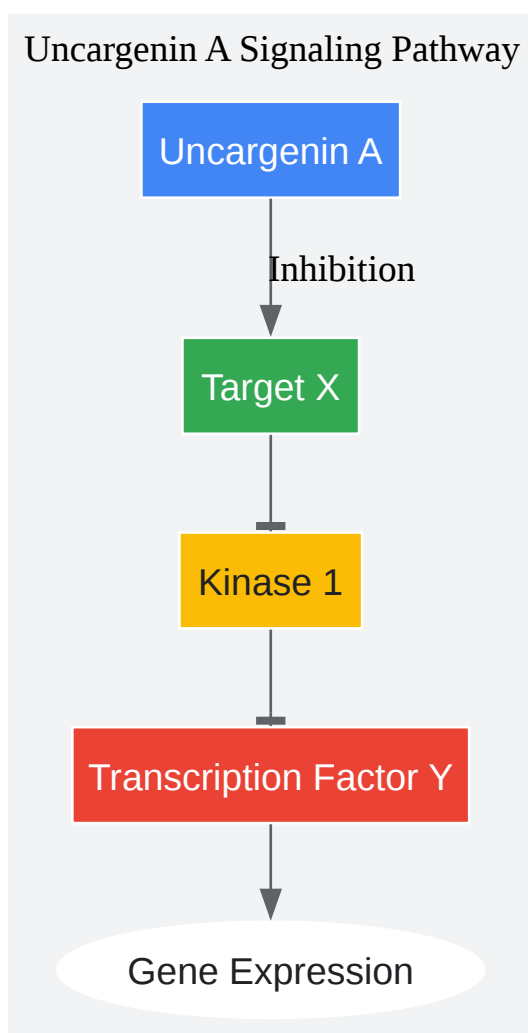 Uncargenin A Signaling Pathway
Uncargenin A
Inhibition
Target X
Kinase 1
Transcription Factor Y
Gene Expression